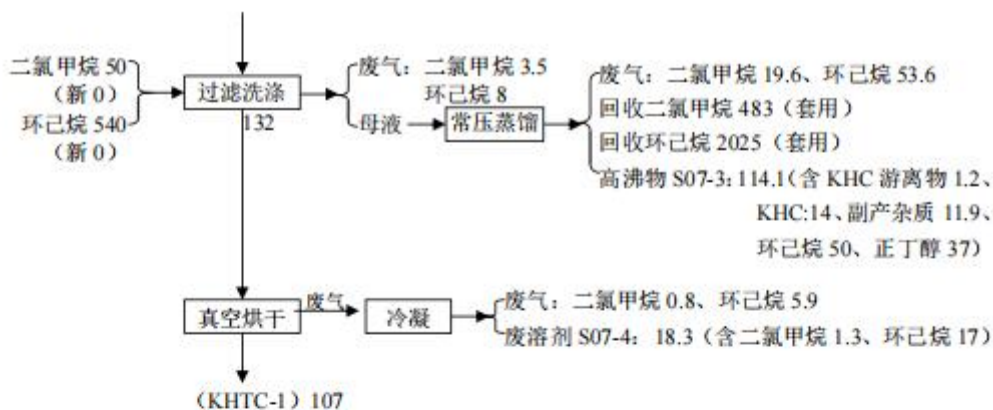 二氯甲烷 50
（新 0）
环己烷 540
（新 0）
过滤洗涤
132
废气：二氯甲烷 3.5
环己烷 8
母液
常压蒸馏
废气：二氯甲烷 19.6、环己烷 53.6
回收二氯甲烷 483（套用）
回收环己烷 2025（套用）
高沸物 S07-3：114.1（含 KHC 游离物 1.2、
KHC:14、副产杂质 11.9、
环己烷 50、正丁醇 37）
真空烘干
废气
冷凝
废气：二氯甲烷 0.8、环己烷 5.9
废溶剂 S07-4：18.3（含二氯甲烷 1.3、环己烷 17）
（KHTC-1）107